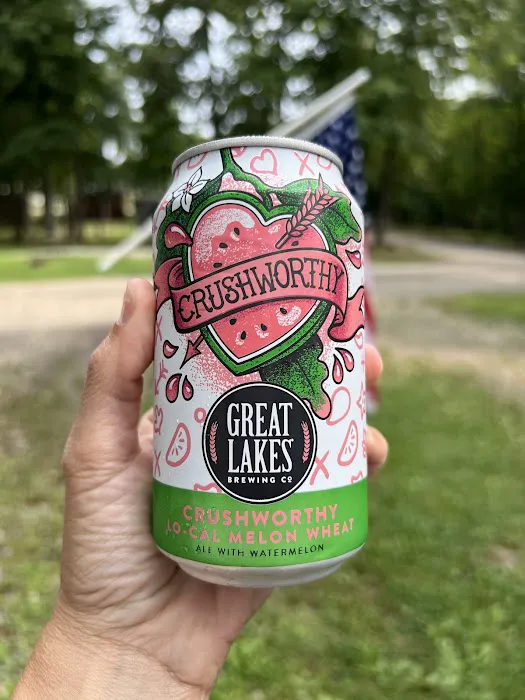 CRUSHWORTHY
GREAT
LAKES
BREWING CO
CRUSHWORTHY
LO-CAL MELON WHEAT
ALE WITH WATERMELON